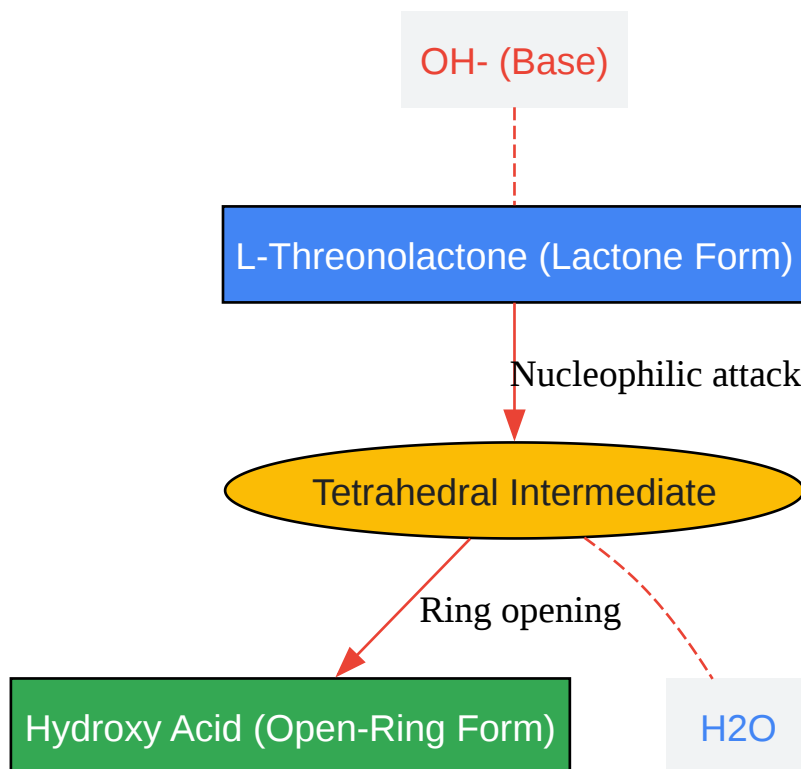 OH- (Base)
L-Threonolactone (Lactone Form)
Nucleophilic attack
Tetrahedral Intermediate
Ring opening
Hydroxy Acid (Open-Ring Form)
H2O